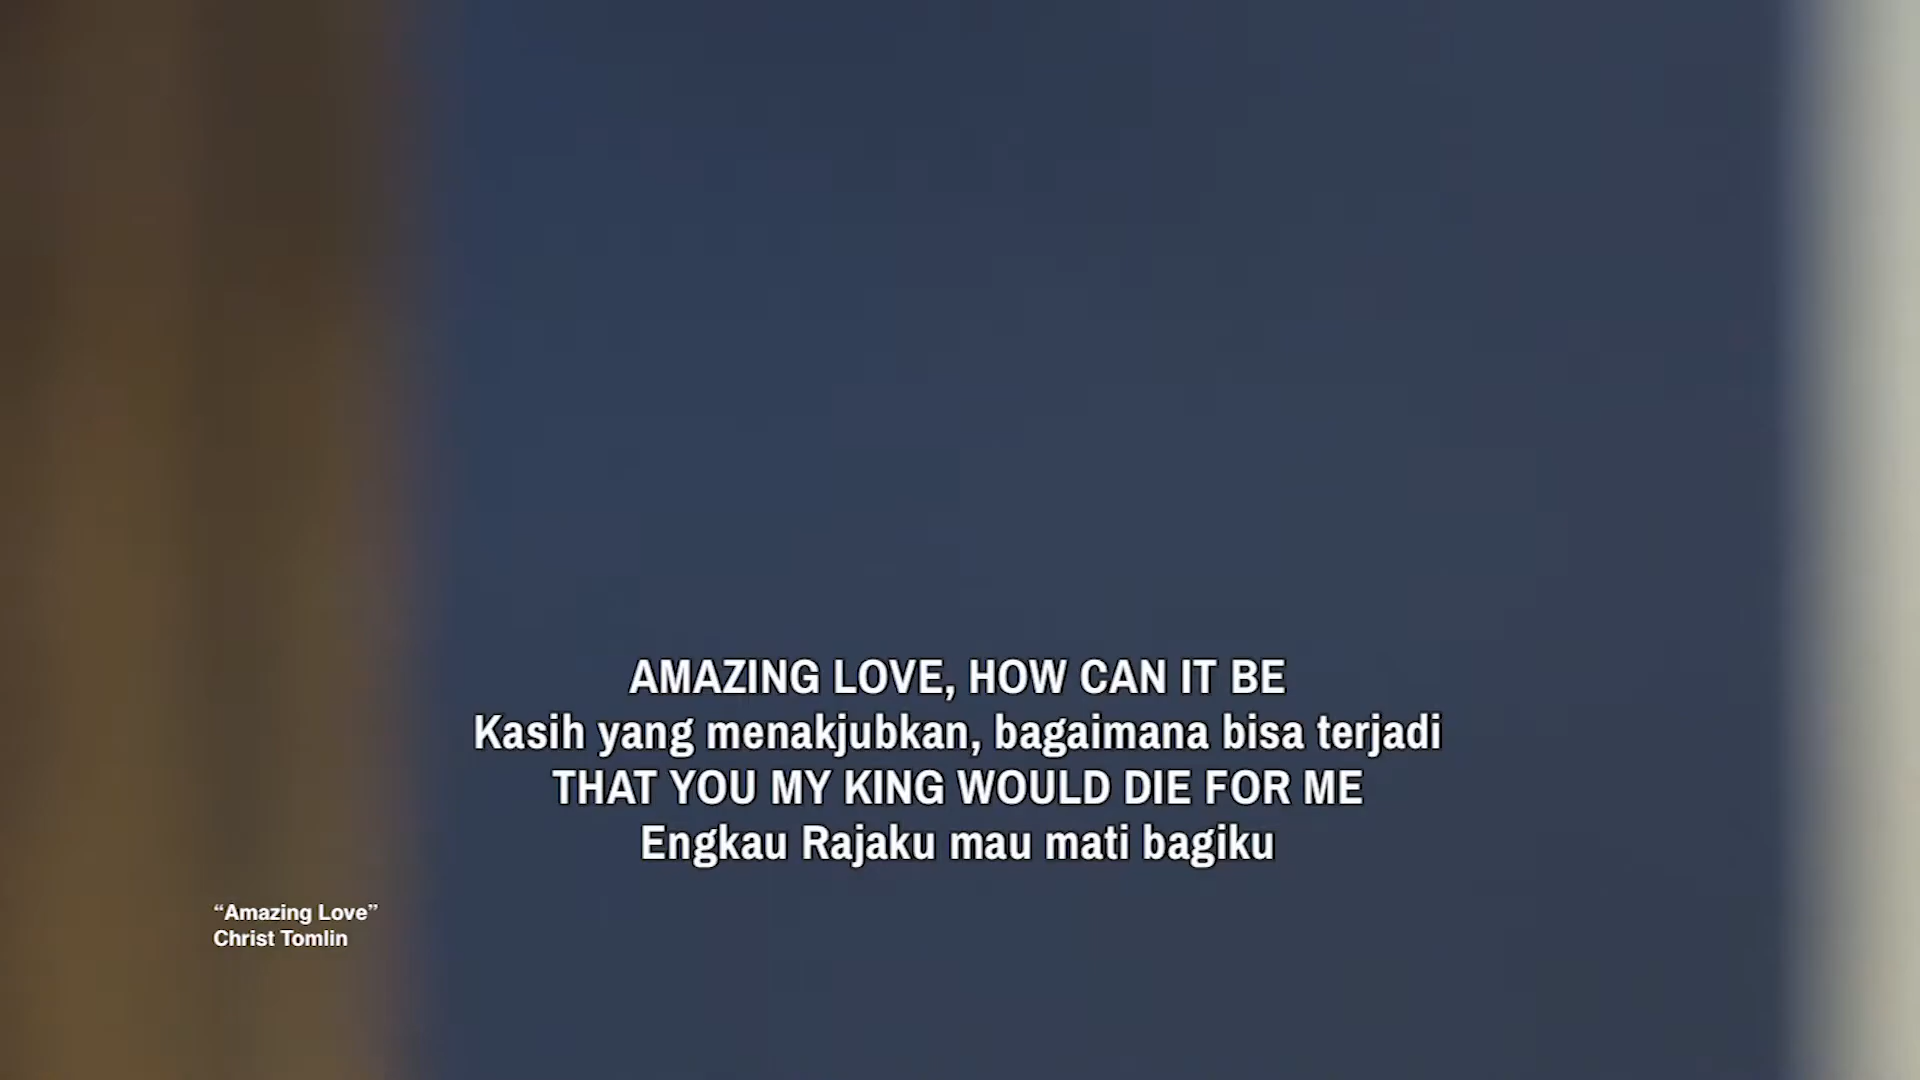 AMAZING LOVE, HOW CAN IT BE
Kasih yang menakjubkan, bagaimana bisa terjadi
THAT YOU MY KING WOULD DIE FOR ME
Engkau Rajaku mau mati bagiku
“Amazing Love”
Christ Tomlin